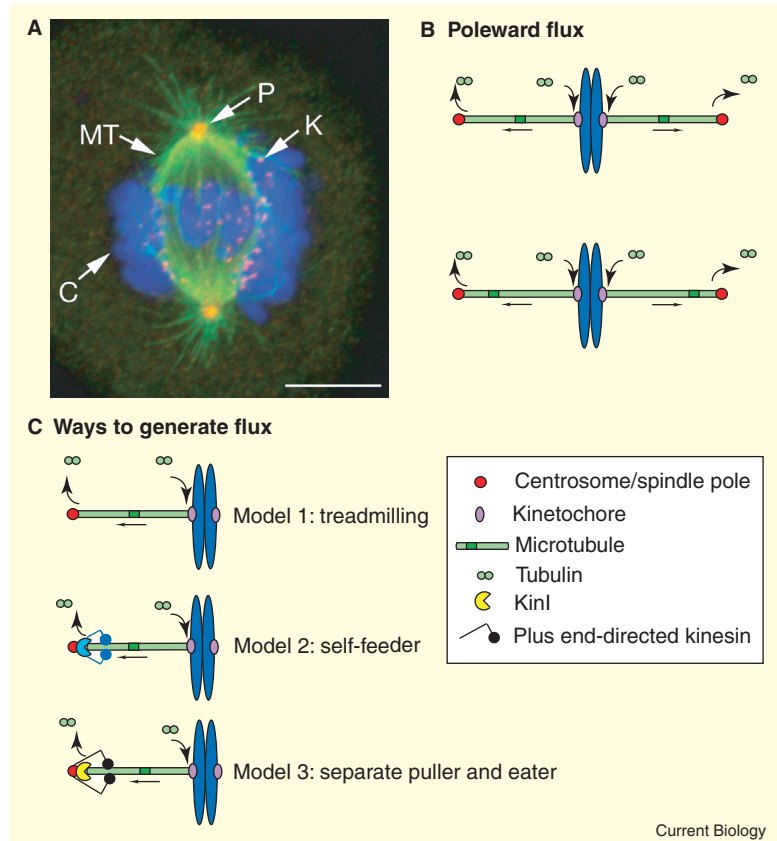 A
P
MT
K
C
B Poleward flux
C Ways to generate flux
Model 1: treadmilling
Model 2: self-feeder
Model 3: separate puller and eater
Centrosome/spindle pole
Kinetochore
Microtubule
Tubulin
KinI
Plus end-directed kinesin
Current Biology